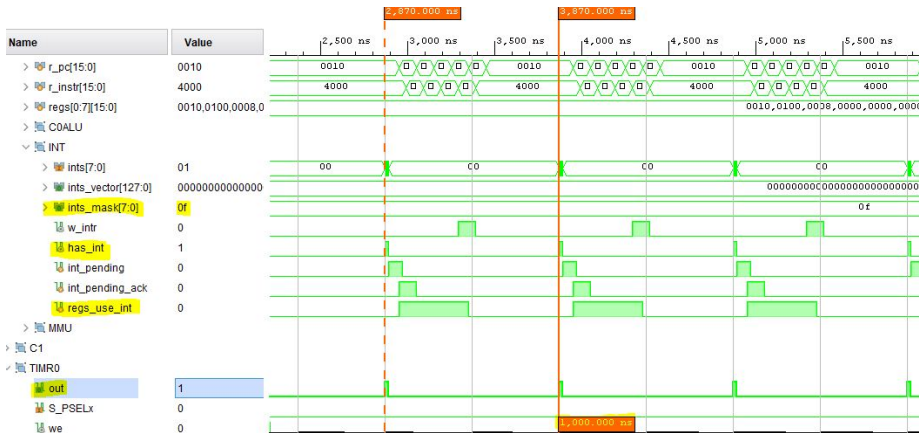 2,870.000 ns 3,870.000 ns
Name Value 2,500 ns 3,000 ns 3,500 ns 4,000 ns 4,500 ns 5,000 ns 5,500 ns
r_pc[15:0] 0010 0010 0010 0010 0010
r_instr[15:0] 4000 4000 4000 4000 4000
regs[0:7][15:0] 0010,0100,0008,0 0010,0100,0008,0000,0000,000
C0ALU
INT
ints[7:0] 01 00 C0 C0 C0
ints_vector[127:0] 00000000000000 000000000000000000000000
ints_mask[7:0] 0f 0f
w_intr 0
has_int 1
int_pending 0
int_pending_ack 0
regs_use_int 0
MMU
C1
TIMR0
out 1
S_PSELx 0
we 0 1,000.000 ns